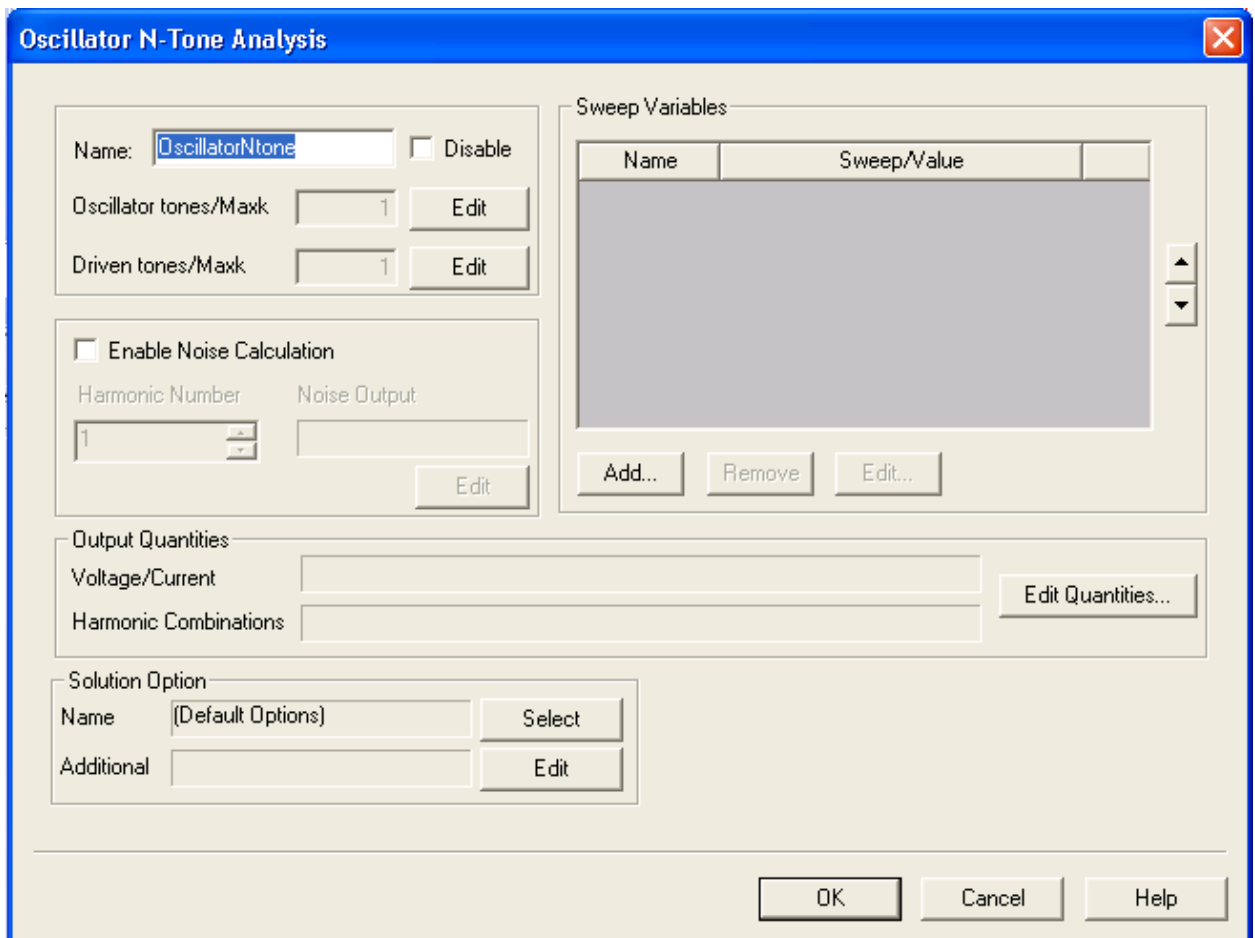 Oscillator N-Tone Analysis
Name: OscillatorNtone Disable
Oscillator tones/Maxk 1 Edit
Driven tones/Maxk 1 Edit
Enable Noise Calculation
Harmonic Number Noise Output
1
Edit
Sweep Variables
Name Sweep/Value
Add... Remove Edit...
Output Quantities
Voltage/Current
Harmonic Combinations
Edit Quantities...
Solution Option
Name (Default Options) Select
Additional Edit
OK Cancel Help